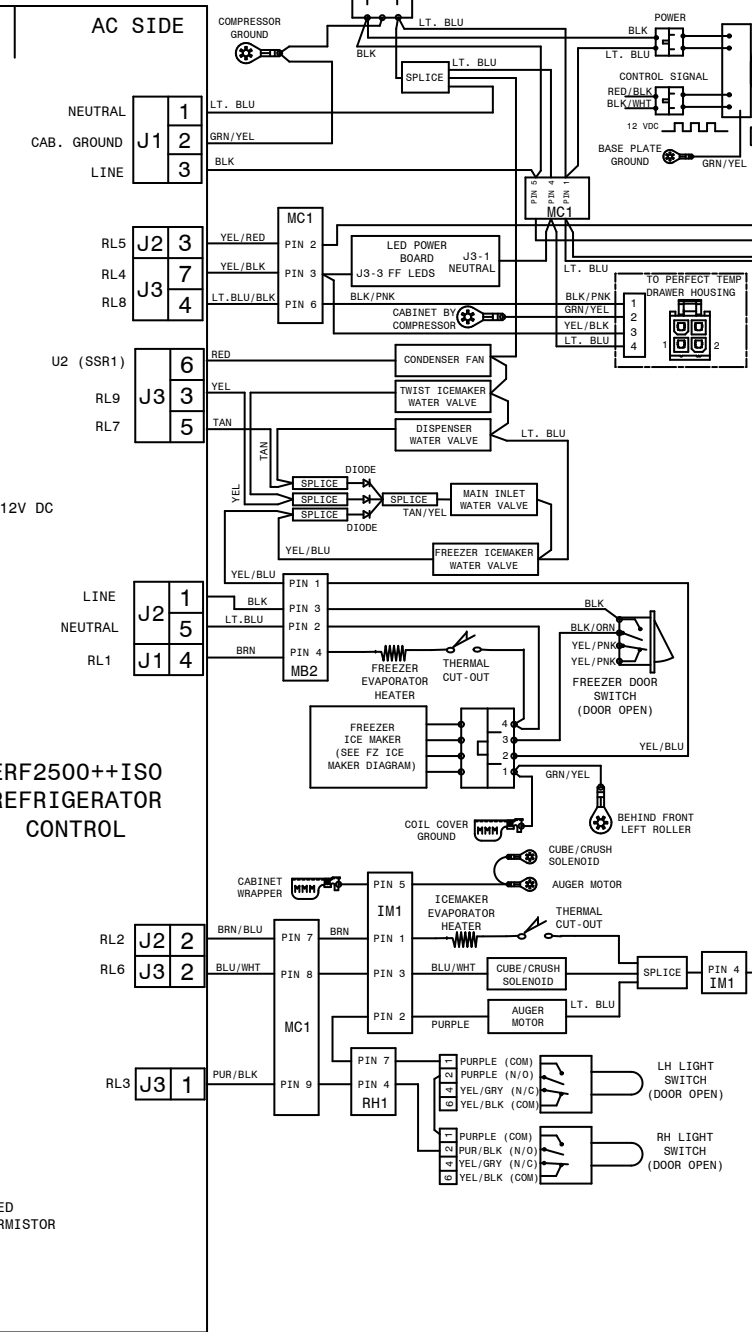 AC SIDE
COMPRESSOR
GROUND
LT. BLU
BLK
LT. BLU
SPLICE
POWER
BLK
LT. BLU
CONTROL SIGNAL
RED/BLK
BLK/WHT
12 VDC
BASE PLATE
GROUND
GRN/YEL
NEUTRAL
CAB. GROUND
LINE
J1
1
2
3
LT. BLU
GRN/YEL
BLK
PIN 5
PIN 4
PIN 1
MC1
LT. BLU
RL5
RL4
RL8
J2
3
J3
7
4
YEL/RED
YEL/BLK
LT.BLU/BLK
MC1
PIN 2
PIN 3
PIN 6
LED POWER
BOARD
J3-1
NEUTRAL
J3-3 FF LEDS
BLK/PNK
CABINET BY
COMPRESSOR
BLK/PNK
GRN/YEL
YEL/BLK
LT. BLU
TO PERFECT TEMP
DRAWER HOUSING
1
2
3
4
1
2
U2 (SSR1)
RL9
RL7
J3
6
3
5
RED
YEL
TAN
CONDENSER FAN
TWIST ICEMAKER
WATER VALVE
DISPENSER
WATER VALVE
LT. BLU
TAN
YEL
DIODE
SPLICE
SPLICE
SPLICE
DIODE
SPLICE
TAN/YEL
MAIN INLET
WATER VALVE
12V DC
YEL/BLU
FREEZER ICEMAKER
WATER VALVE
YEL/BLU
LINE
NEUTRAL
RL1
J2
1
5
J1
4
BLK
LT.BLU
BRN
PIN 1
PIN 3
PIN 2
PIN 4
MB2
FREEZER
EVAPORATOR
HEATER
THERMAL
CUT-OUT
BLK
BLK/ORN
YEL/PNK
YEL/PNK
FREEZER DOOR
SWITCH
(DOOR OPEN)
FREEZER
ICE MAKER
(SEE FZ ICE
MAKER DIAGRAM)
4
3
2
1
YEL/BLU
GRN/YEL
COIL COVER
GROUND
BEHIND FRONT
LEFT ROLLER
ERF2500++ISO
REFRIGERATOR
CONTROL
CABINET
WRAPPER
PIN 5
IM1
PIN 1
PIN 3
PIN 2
CUBE/CRUSH
SOLENOID
AUGER MOTOR
ICEMAKER
EVAPORATOR
HEATER
THERMAL
CUT-OUT
RL2
RL6
J2
2
J3
2
BRN/BLU
BLU/WHT
PIN 7
PIN 8
MC1
PIN 9
BRN
BLU/WHT
CUBE/CRUSH
SOLENOID
SPLICE
PIN 4
IM1
PURPLE
AUGER
MOTOR
LT. BLU
RL3
J3
1
PUR/BLK
PIN 7
PIN 4
RH1
1 PURPLE (COM)
2 PURPLE (N/O)
4 YEL/GRY (N/C)
6 YEL/BLK (COM)
LH LIGHT
SWITCH
(DOOR OPEN)
1 PURPLE (COM)
2 PUR/BLK (N/O)
4 YEL/GRY (N/C)
6 YEL/BLK (COM)
RH LIGHT
SWITCH
(DOOR OPEN)
ED
RMISTOR